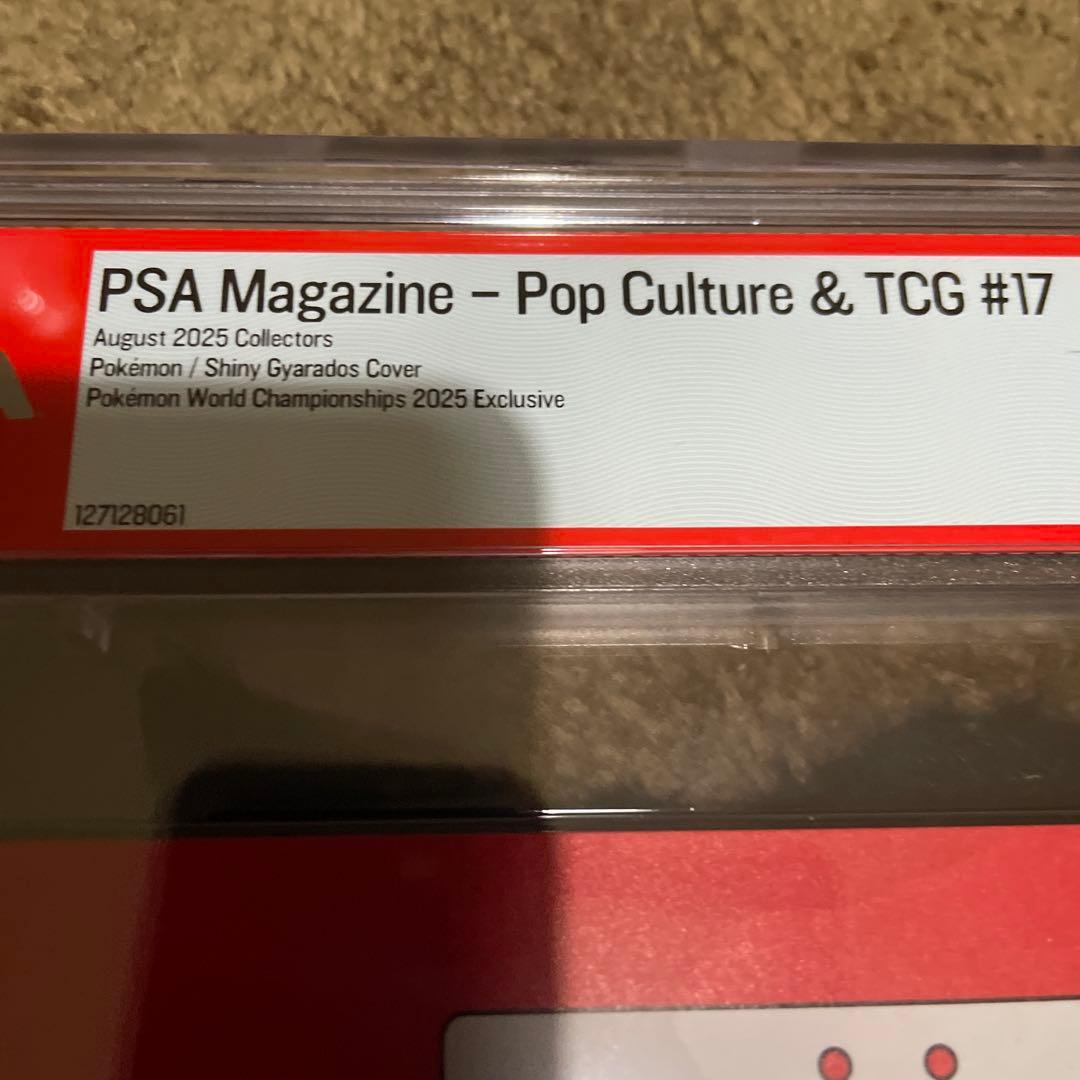 PSA Magazine – Pop Culture & TCG #17
August 2025 Collectors
Pokémon / Shiny Gyarados Cover
Pokémon World Championships 2025 Exclusive
127128061